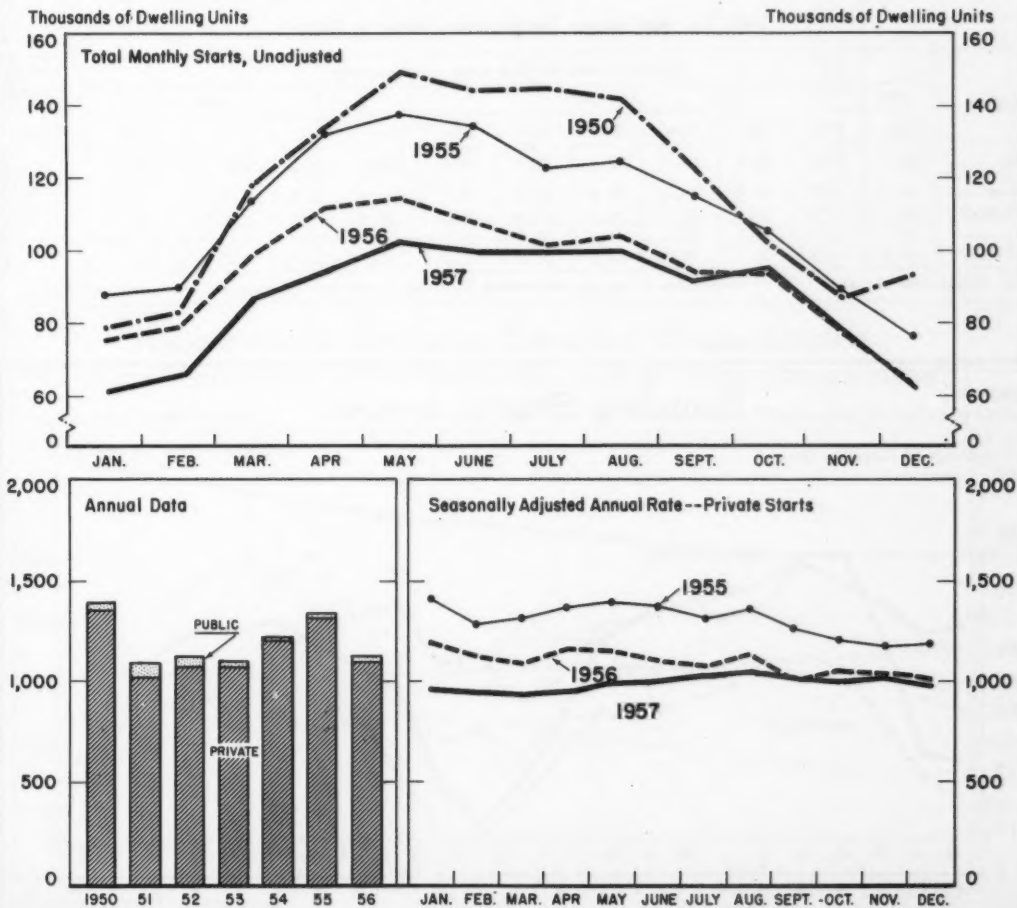 Thousands of Dwelling Units Thousands of Dwelling Units
160 160
Total Monthly Starts, Unadjusted
140 140
1950
1955
120 120
1956
100 100
1957
80 80
60 60
0 0
JAN. FEB. MAR. APR MAY JUNE JULY AUG. SEPT. OCT. NOV. DEC.
2,000 2,000
Annual Data Seasonally Adjusted Annual Rate--Private Starts
1,500 1,500
1955
PUBLIC
1,000 1,000
1956
1957
PRIVATE
500 500
0 0
1950 51 52 53 54 55 56 JAN. FEB. MAR. APR MAY JUNE JULY AUG. SEPT. -OCT. NOV. DEC.